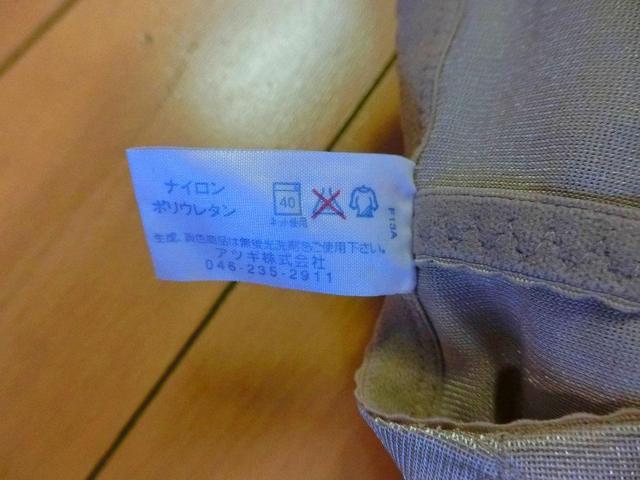 ナイロン
ポリウレタン
40
ネット使用
F13A
生成、淡色商品は無蛍光洗剤をご使用下さい。
アツギ株式会社
046-235-2911